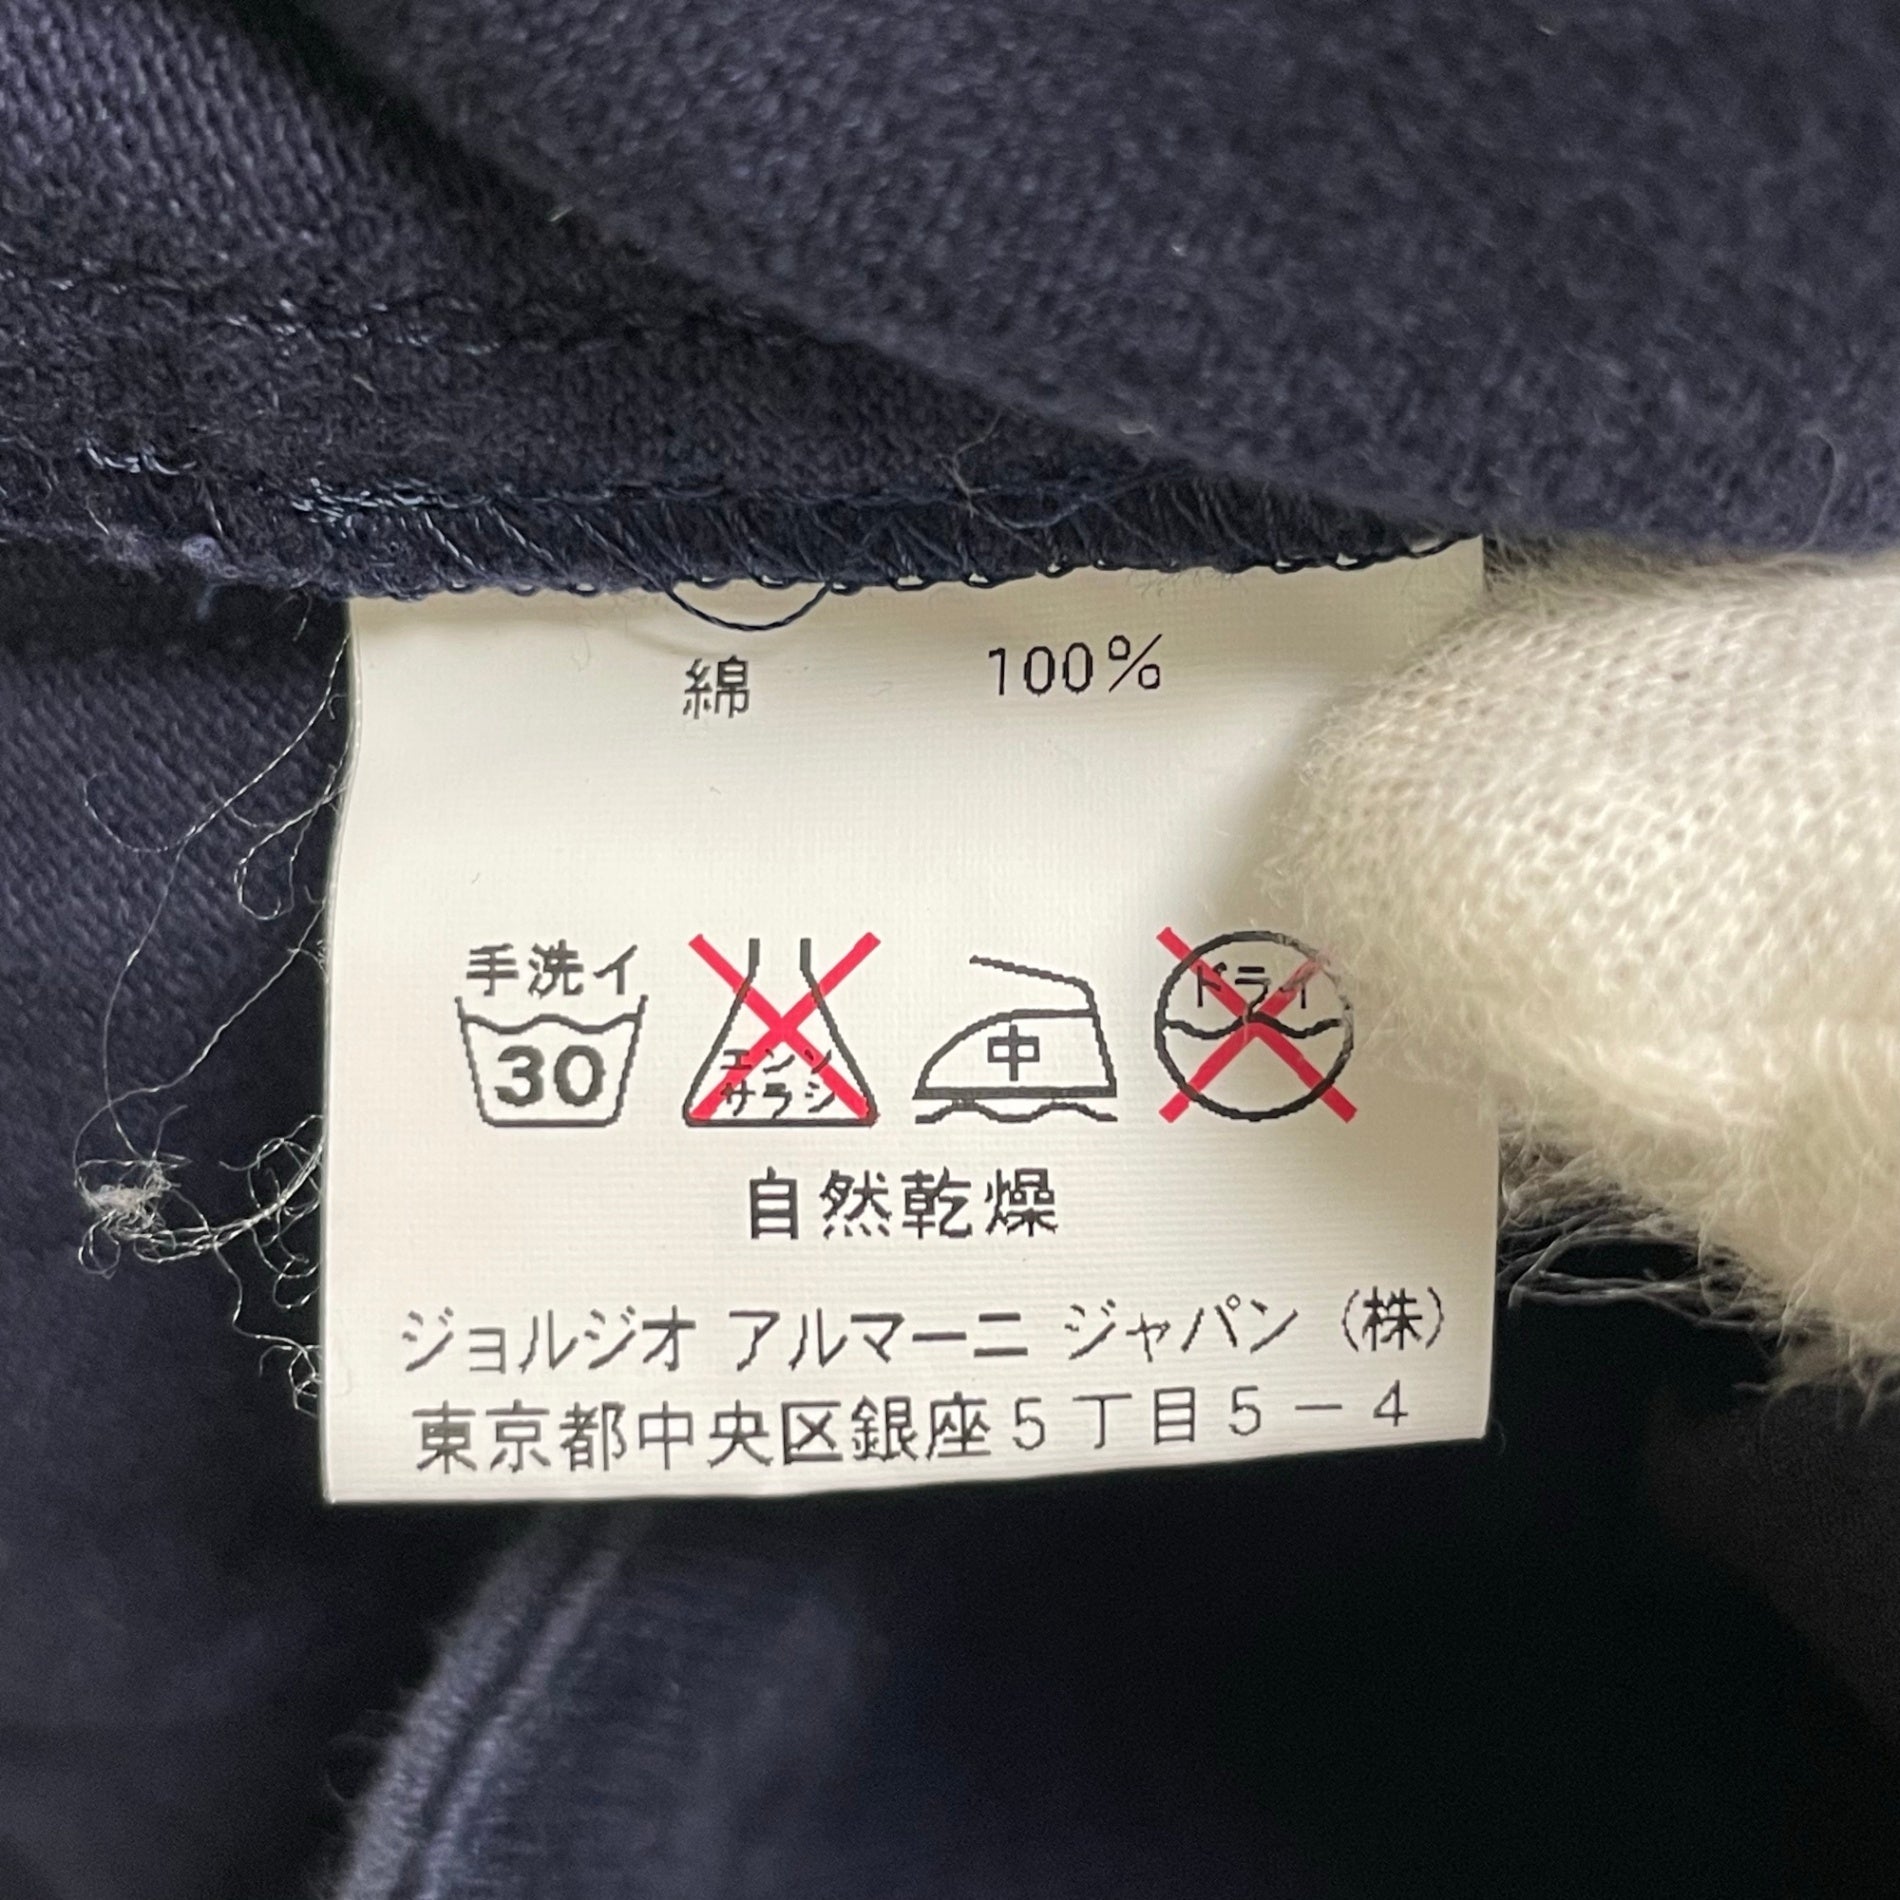 綿 100%
手洗イ
30
エンソ
サラシ
中
ドライ
自然乾燥
ジョルジオ アルマーニ ジャパン (株)
東京都中央区銀座5丁目5-4